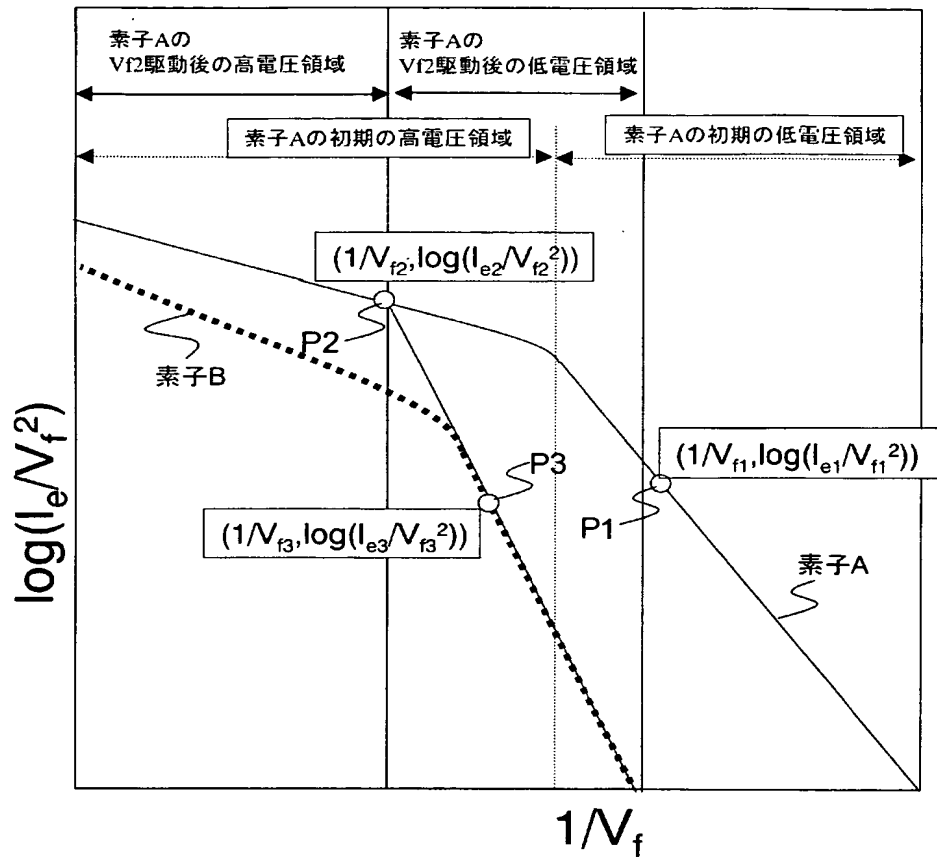 素子Aの
Vf2駆動後の高電圧領域
素子Aの
Vf2駆動後の低電圧領域
素子Aの初期の高電圧領域
素子Aの初期の低電圧領域
(1/Vf2,log(Ie2/Vf2²))
P2
素子B
P3
(1/Vf1,log(Ie1/Vf1²))
P1
(1/Vf3,log(Ie3/Vf3²))
素子A
log(Ie/Vf²)
1/Vf